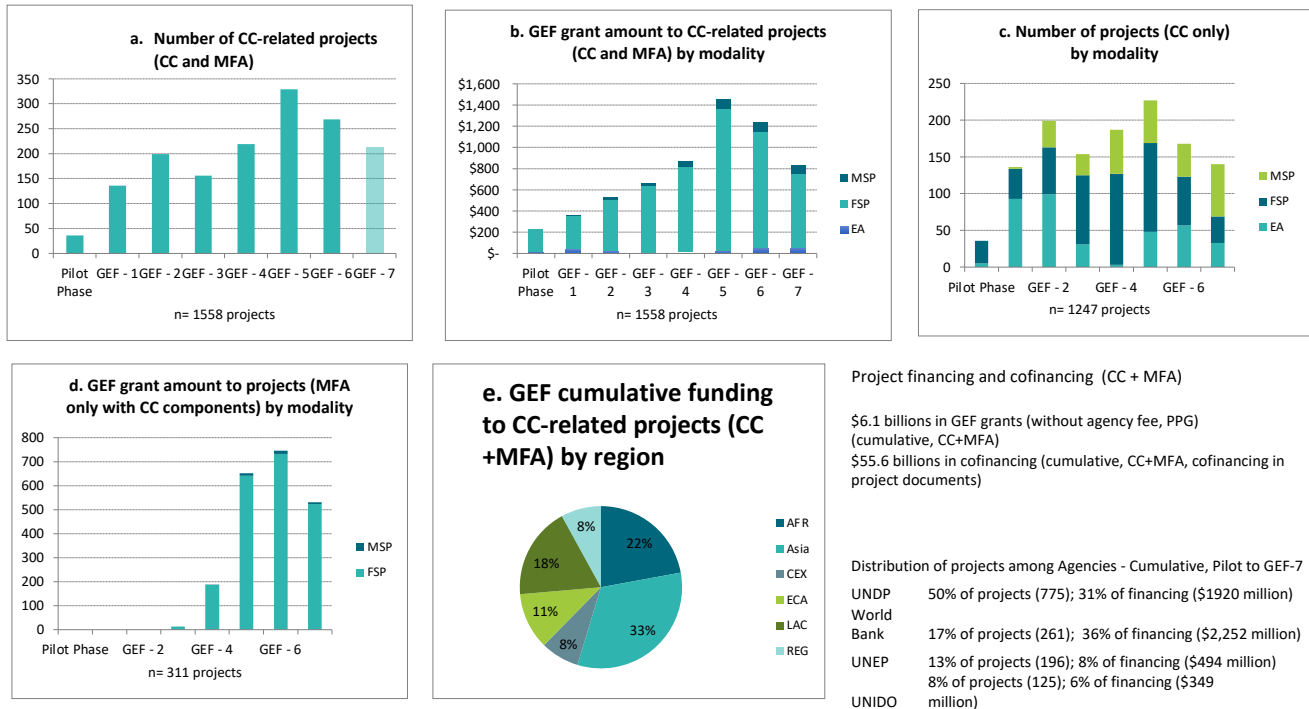 a. Number of CC-related projects
(CC and MFA)
350
300
250
200
150
100
50
0
Pilot Phase
GEF - 1
GEF - 2
GEF - 3
GEF - 4
GEF - 5
GEF - 6
GEF - 7
n= 1558 projects
b. GEF grant amount to CC-related projects
(CC and MFA) by modality
$1,600
$1,400
$1,200
$1,000
$800
$600
$400
$200
$-
Pilot Phase
GEF - 1
GEF - 2
GEF - 3
GEF - 4
GEF - 5
GEF - 6
GEF - 7
MSP
FSP
EA
n= 1558 projects
c. Number of projects (CC only)
by modality
250
200
150
100
50
0
Pilot Phase
GEF - 2
GEF - 4
GEF - 6
MSP
FSP
EA
n= 1247 projects
d. GEF grant amount to projects (MFA
only with CC components) by modality
800
700
600
500
400
300
200
100
0
Pilot Phase
GEF - 2
GEF - 4
GEF - 6
MSP
FSP
n= 311 projects
e. GEF cumulative funding
to CC-related projects (CC
+MFA) by region
8%
22%
18%
11%
8%
33%
AFR
Asia
CEX
ECA
LAC
REG
Project financing and cofinancing (CC + MFA)
$6.1 billions in GEF grants (without agency fee, PPG)
(cumulative, CC+MFA)
$55.6 billions in cofinancing (cumulative, CC+MFA, cofinancing in
project documents)
Distribution of projects among Agencies - Cumulative, Pilot to GEF-7
UNDP 50% of projects (775); 31% of financing ($1920 million)
World
Bank 17% of projects (261); 36% of financing ($2,252 million)
UNEP 13% of projects (196); 8% of financing ($494 million)
8% of projects (125); 6% of financing ($349
UNIDO million)